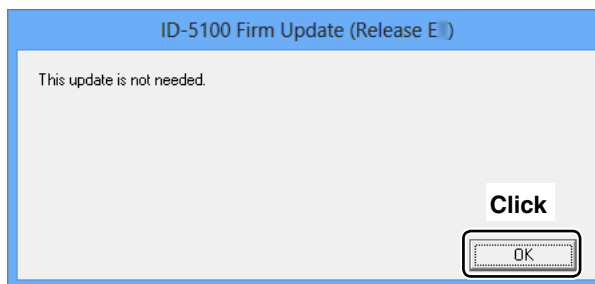 ID-5100 Firm Update (Release E )
This update is not needed.
Click
OK